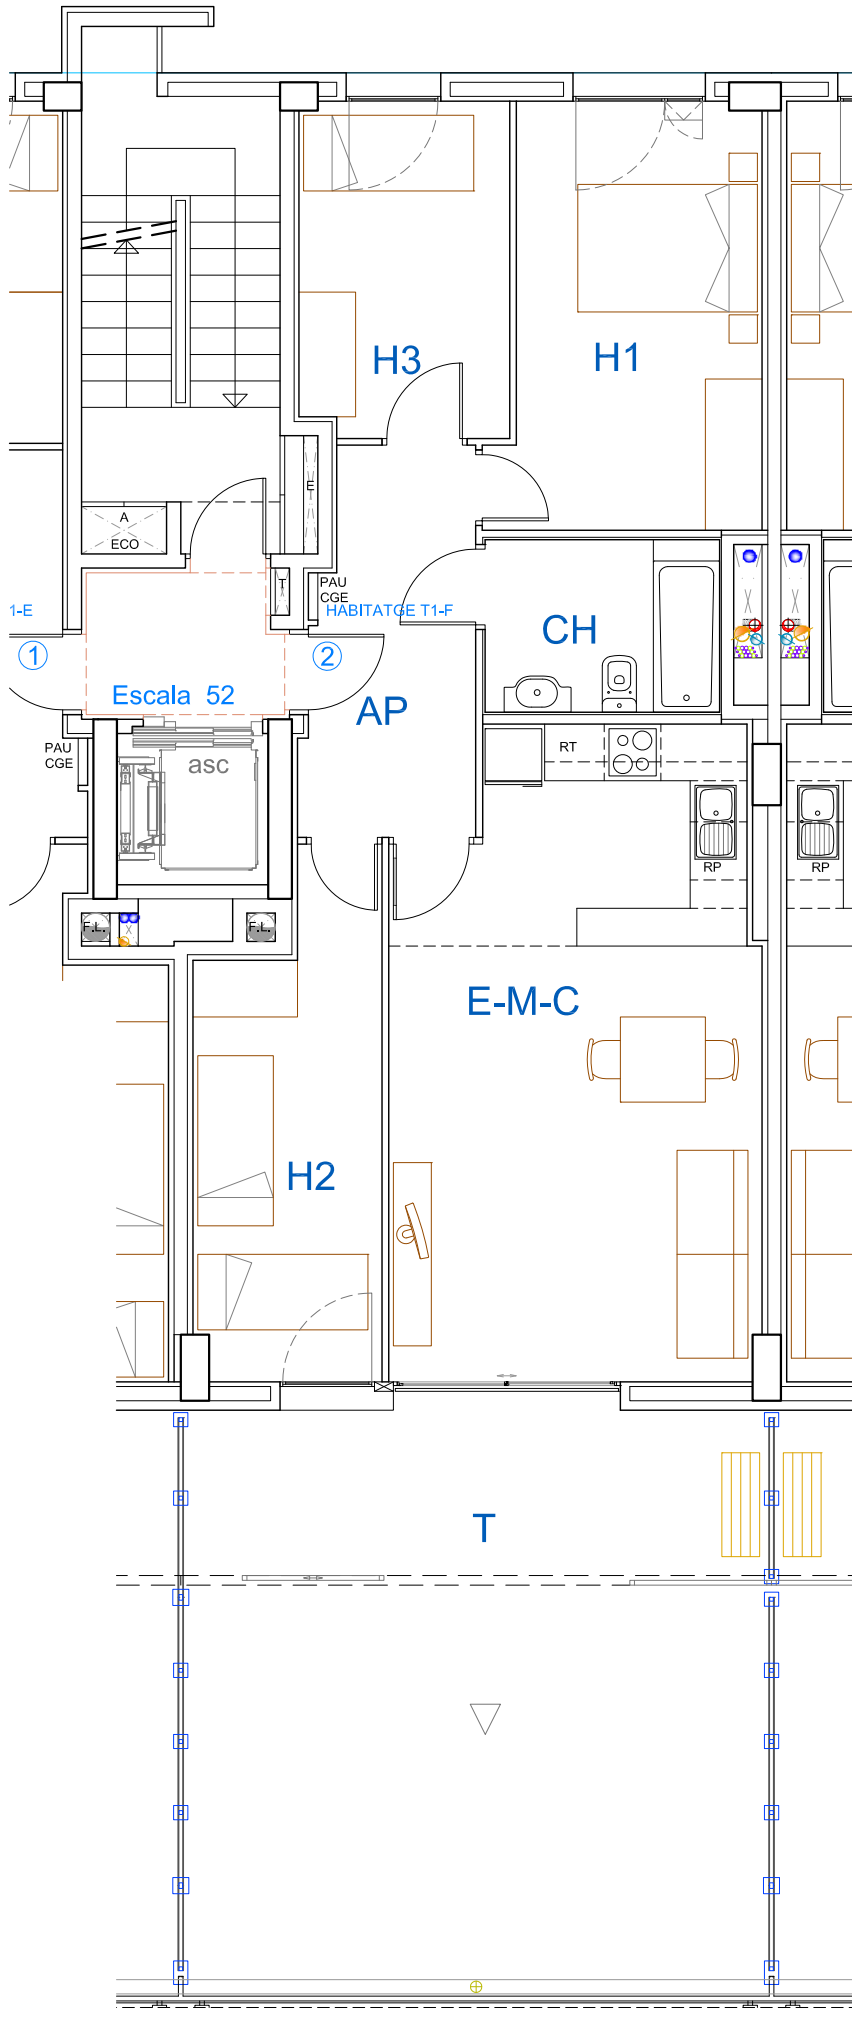 H3
H1
E
A
ECO
T
PAU
CGE
1-E
HABITATGE T1-F
1
2
CH
Escala 52
AP
PAU
CGE
asc
RT
RP
RP
F.L.
F.L.
E-M-C
H2
T